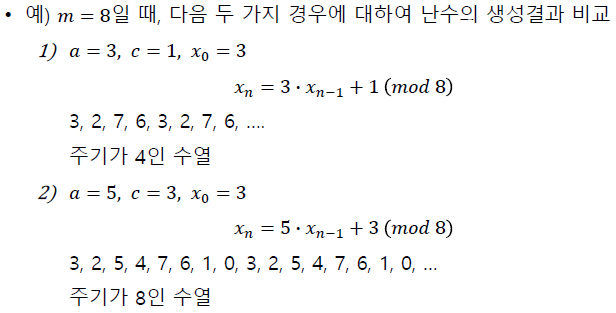 • 예) m = 8일 때, 다음 두 가지 경우에 대하여 난수의 생성결과 비교
1) a = 3, c = 1, x₀ = 3
xₙ = 3 · xₙ₋₁ + 1 (mod 8)
3, 2, 7, 6, 3, 2, 7, 6, ....
주기가 4인 수열
2) a = 5, c = 3, x₀ = 3
xₙ = 5 · xₙ₋₁ + 3 (mod 8)
3, 2, 5, 4, 7, 6, 1, 0, 3, 2, 5, 4, 7, 6, 1, 0, ...
주기가 8인 수열